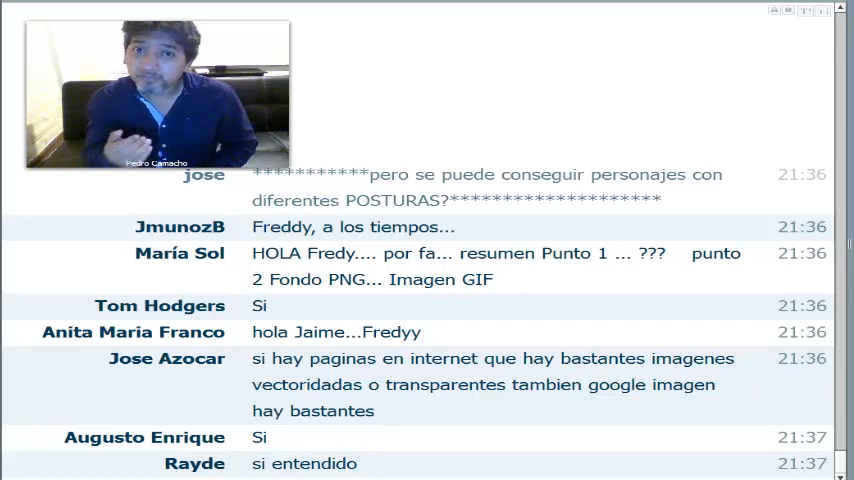 Pedro Camacho
jose ***********pero se puede conseguir personajes con 21:36
diferentes POSTURAS?********************
JmunozB Freddy, a los tiempos... 21:36
María Sol HOLA Fredy.... por fa... resumen Punto 1 ... ??? punto 21:36
2 Fondo PNG... Imagen GIF
Tom Hodgers Si 21:36
Anita Maria Franco hola Jaime...Fredyy 21:36
Jose Azocar si hay paginas en internet que hay bastantes imagenes 21:36
vectoridadas o transparentes tambien google imagen
hay bastantes
Augusto Enrique Si 21:37
Rayde si entendido 21:37